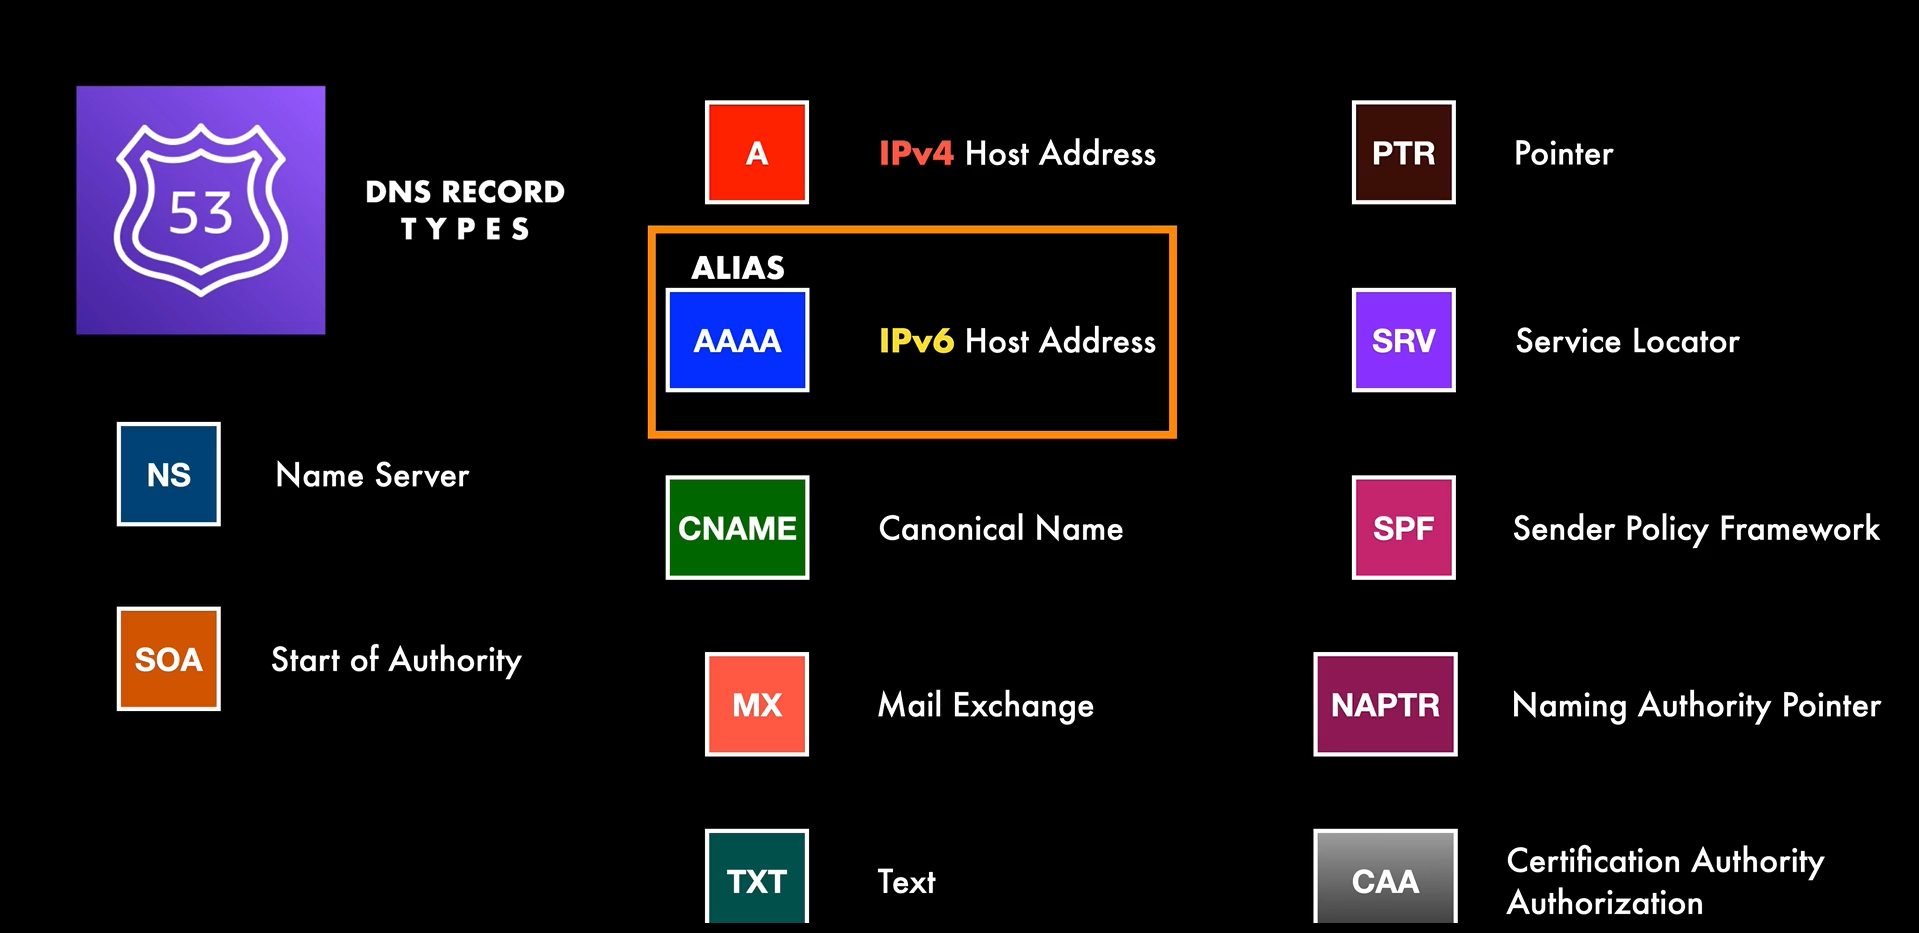 53
DNS RECORD
TYPES
NS Name Server
SOA Start of Authority
A IPv4 Host Address
ALIAS
AAAA IPv6 Host Address
CNAME Canonical Name
MX Mail Exchange
TXT Text
PTR Pointer
SRV Service Locator
SPF Sender Policy Framework
NAPTR Naming Authority Pointer
CAA Certification Authority
Authorization